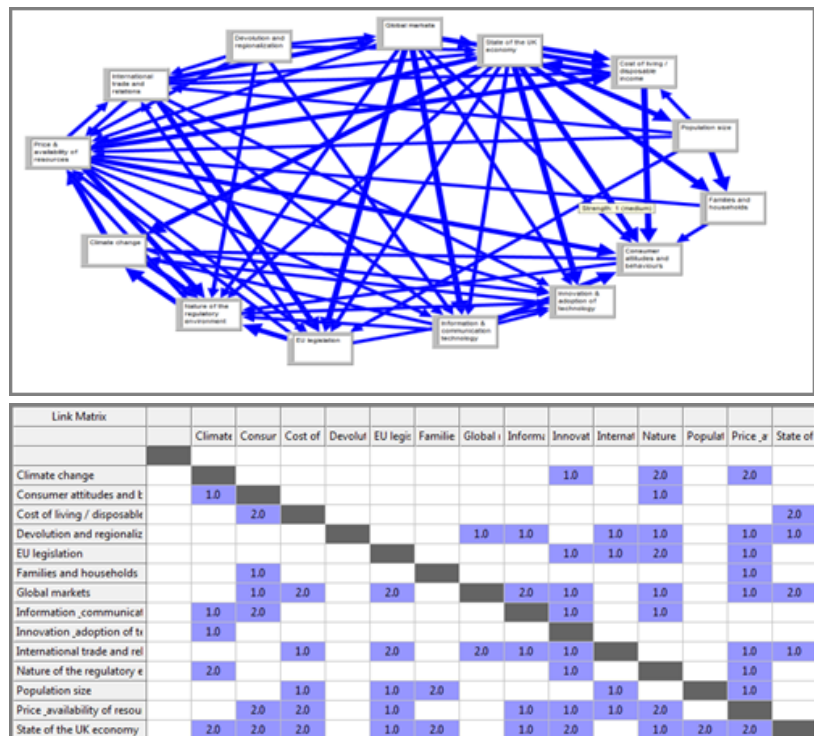 Global markets
Devolution and
regionalization
State of the UK
economy
Cost of living /
disposable
income
International
trade and
relations
Population size
Price &
availability of
resources
Families and
households
Strength: 1 (medium)
Climate change
Consumer
attitudes and
behaviours
Innovation &
adoption of
technology
Nature of the
regulatory
environment
Information &
communication
technology
EU legislation
Link Matrix
Climate Consur Cost of Devolut EU legis Familie Global Informa Innovat Internat Nature Populat Price _a State of
Climate change 1.0 2.0 2.0
Consumer attitudes and b 1.0 1.0
Cost of living / disposable 2.0 2.0
Devolution and regionaliz 1.0 1.0 1.0 1.0 1.0 1.0
EU legislation 1.0 1.0 2.0 1.0
Families and households 1.0 1.0
Global markets 1.0 2.0 2.0 2.0 1.0 1.0 1.0 2.0
Information _communicat 1.0 2.0 1.0 1.0
Innovation _adoption of te 1.0
International trade and rel 1.0 2.0 2.0 1.0 1.0 1.0 1.0
Nature of the regulatory e 2.0 1.0 1.0
Population size 1.0 1.0 2.0 1.0 1.0
Price _availability of resou 2.0 2.0 1.0 1.0 1.0 1.0 2.0
State of the UK economy 2.0 2.0 2.0 1.0 2.0 1.0 2.0 1.0 2.0 2.0